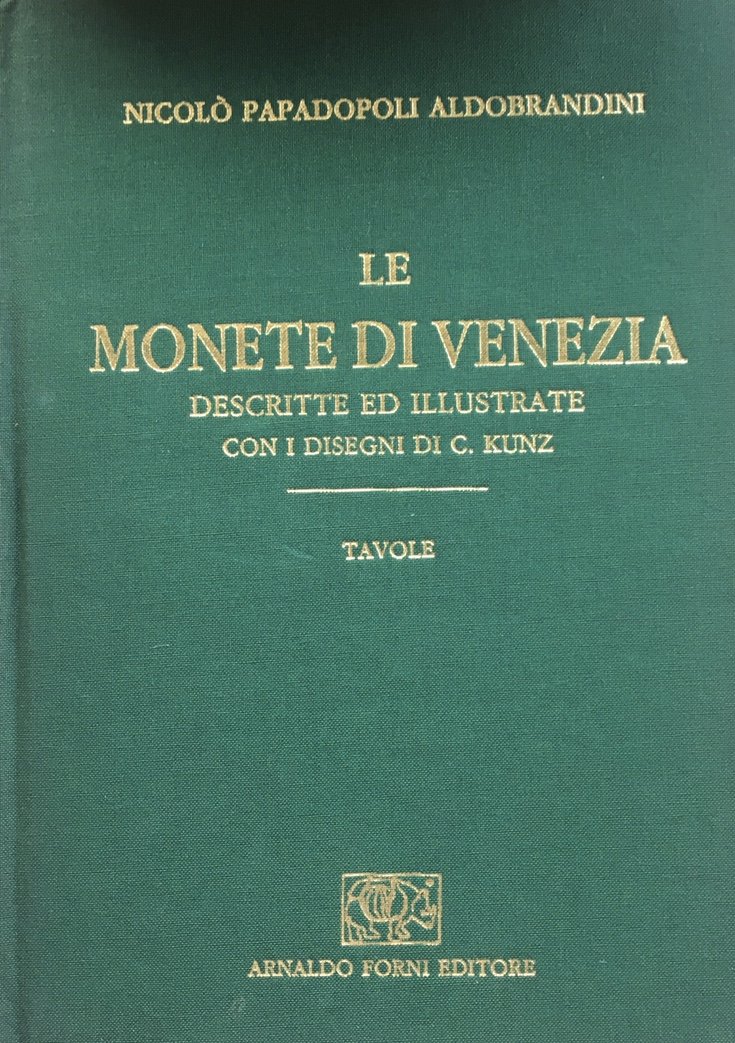 NICOLÒ PAPADOPOLI ALDOBRANDINI
LE
MONETE DI VENEZIA
DESCRITTE ED ILLUSTRATE
CON I DISEGNI DI C. KUNZ
TAVOLE
ARNALDO FORNI EDITORE